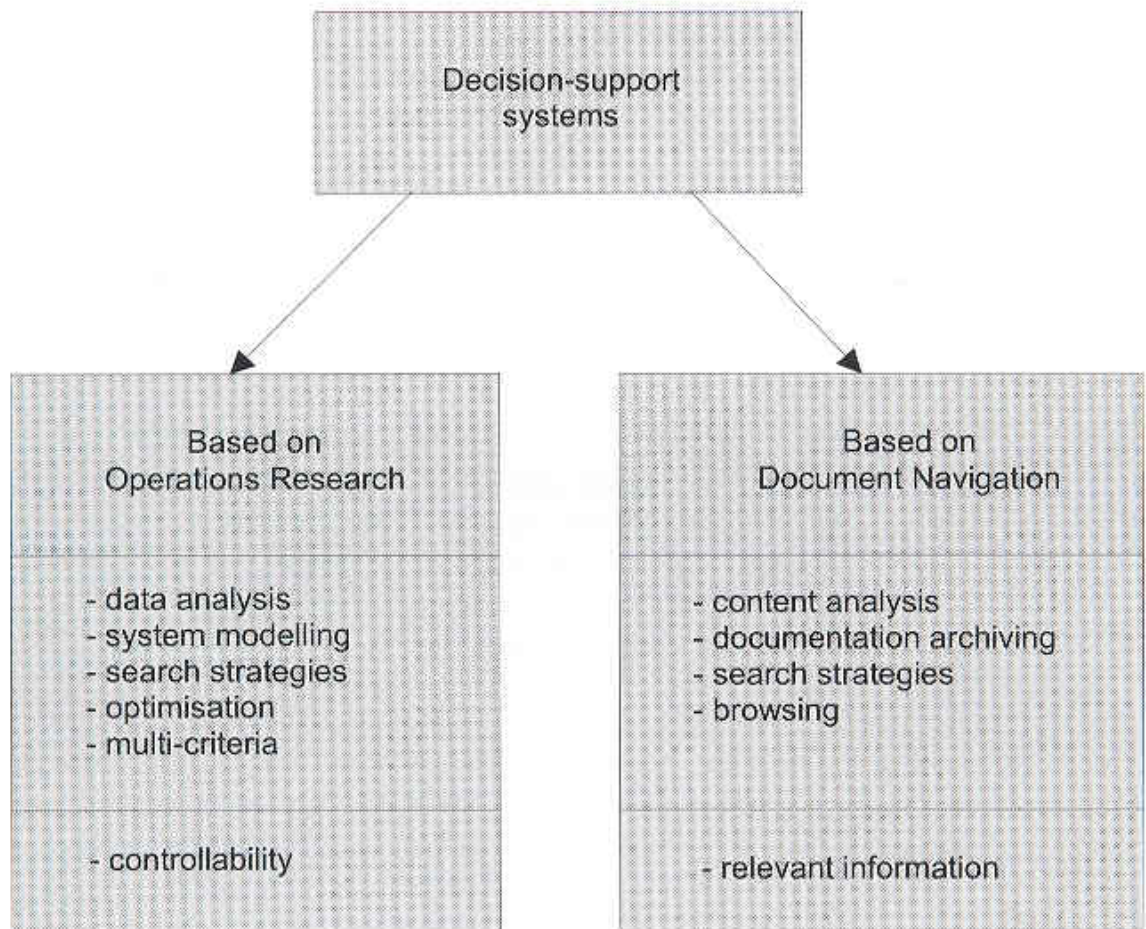 Decision-support
systems
Based on
Operations Research
- data analysis
- system modelling
- search strategies
- optimisation
- multi-criteria
- controllability
Based on
Document Navigation
- content analysis
- documentation archiving
- search strategies
- browsing
- relevant information